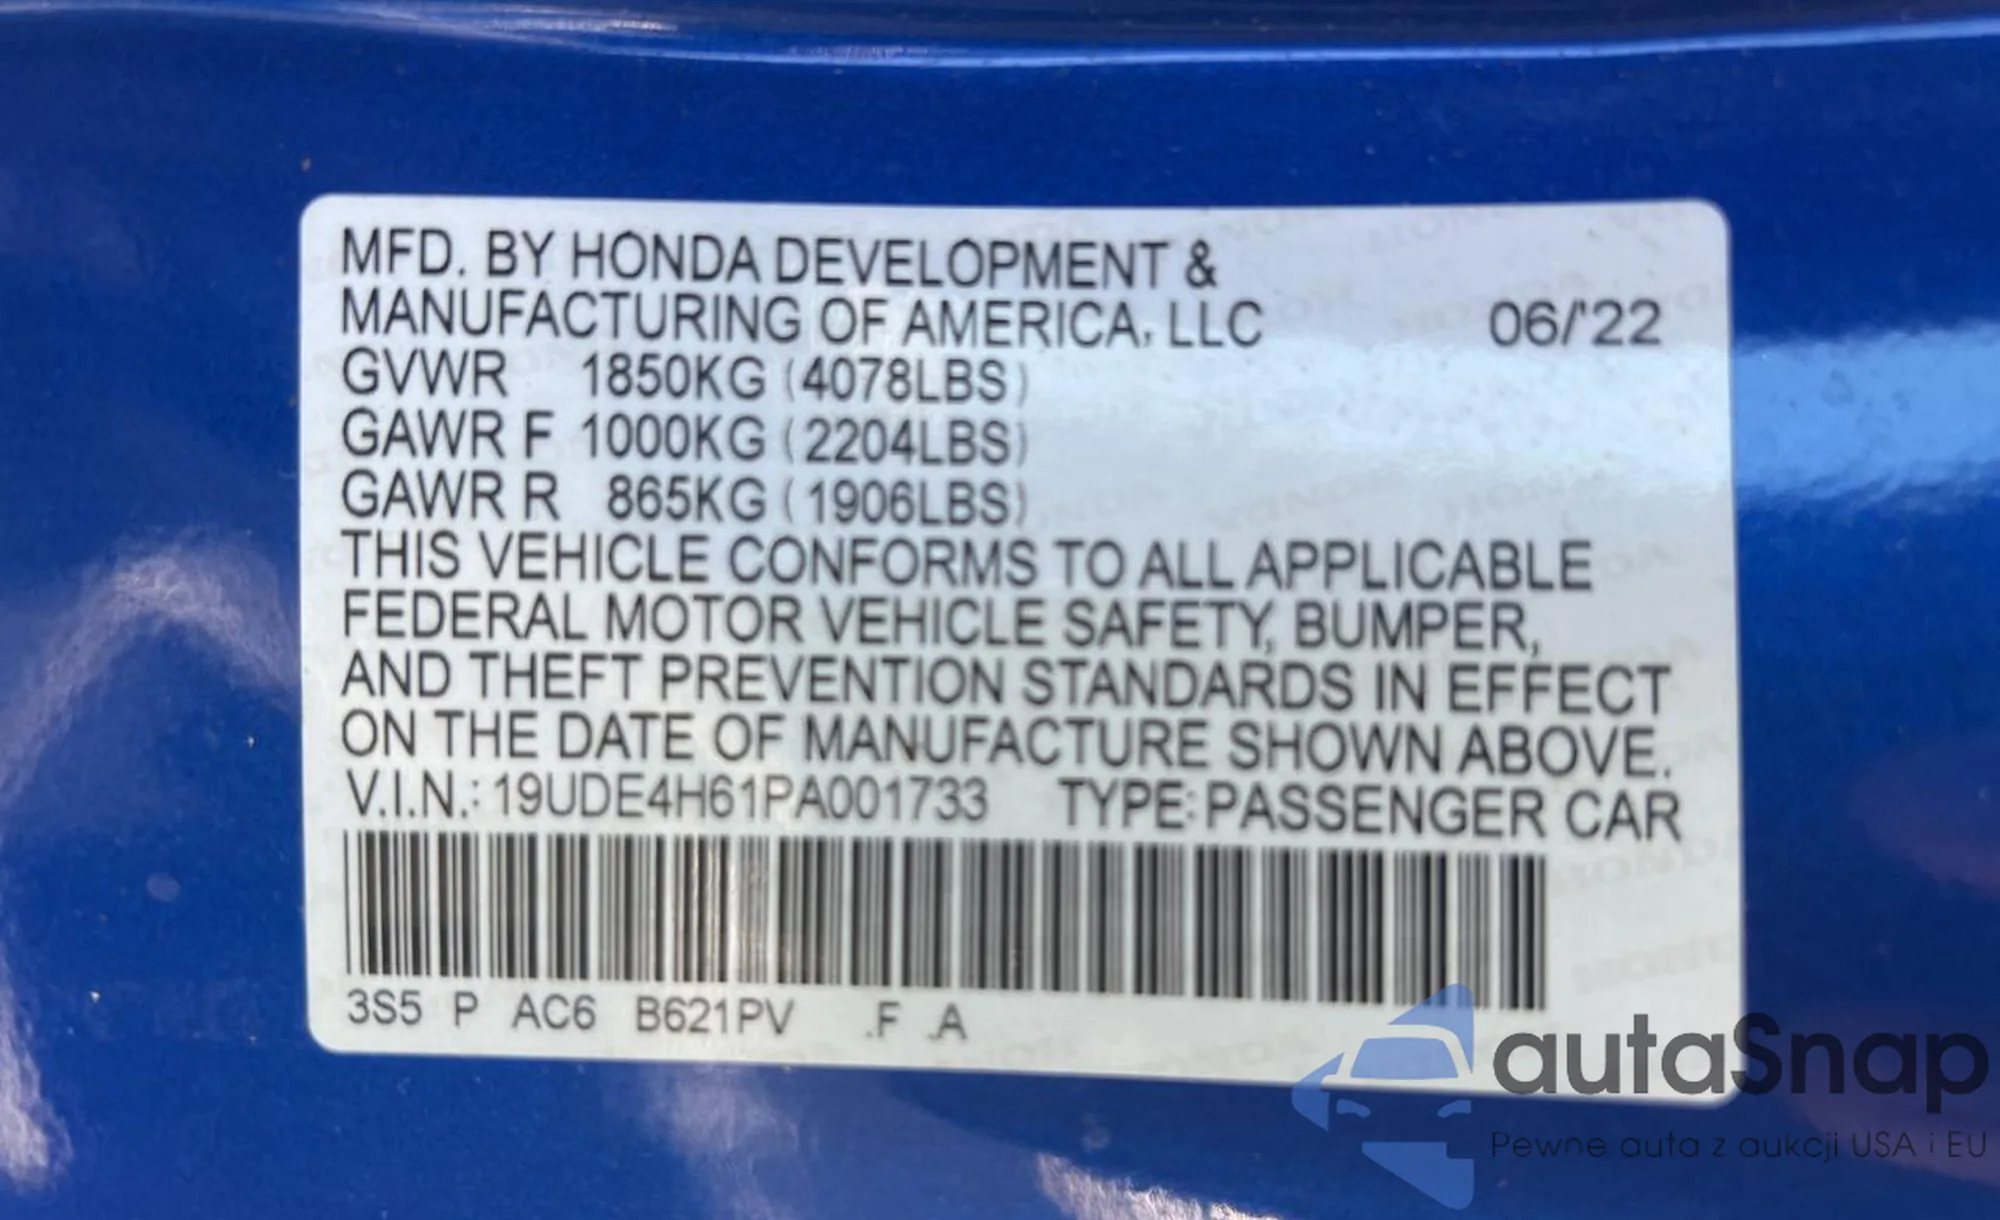 MFD. BY HONDA DEVELOPMENT &
MANUFACTURING OF AMERICA, LLC 06/'22
GVWR 1850KG (4078LBS)
GAWR F 1000KG (2204LBS)
GAWR R 865KG (1906LBS)
THIS VEHICLE CONFORMS TO ALL APPLICABLE
FEDERAL MOTOR VEHICLE SAFETY, BUMPER,
AND THEFT PREVENTION STANDARDS IN EFFECT
ON THE DATE OF MANUFACTURE SHOWN ABOVE.
V.I.N.: 19UDE4H61PA001733 TYPE: PASSENGER CAR
3S5 P AC6 B621PV .F .A
autaSnap
Pewne auta z aukcji USA i EU